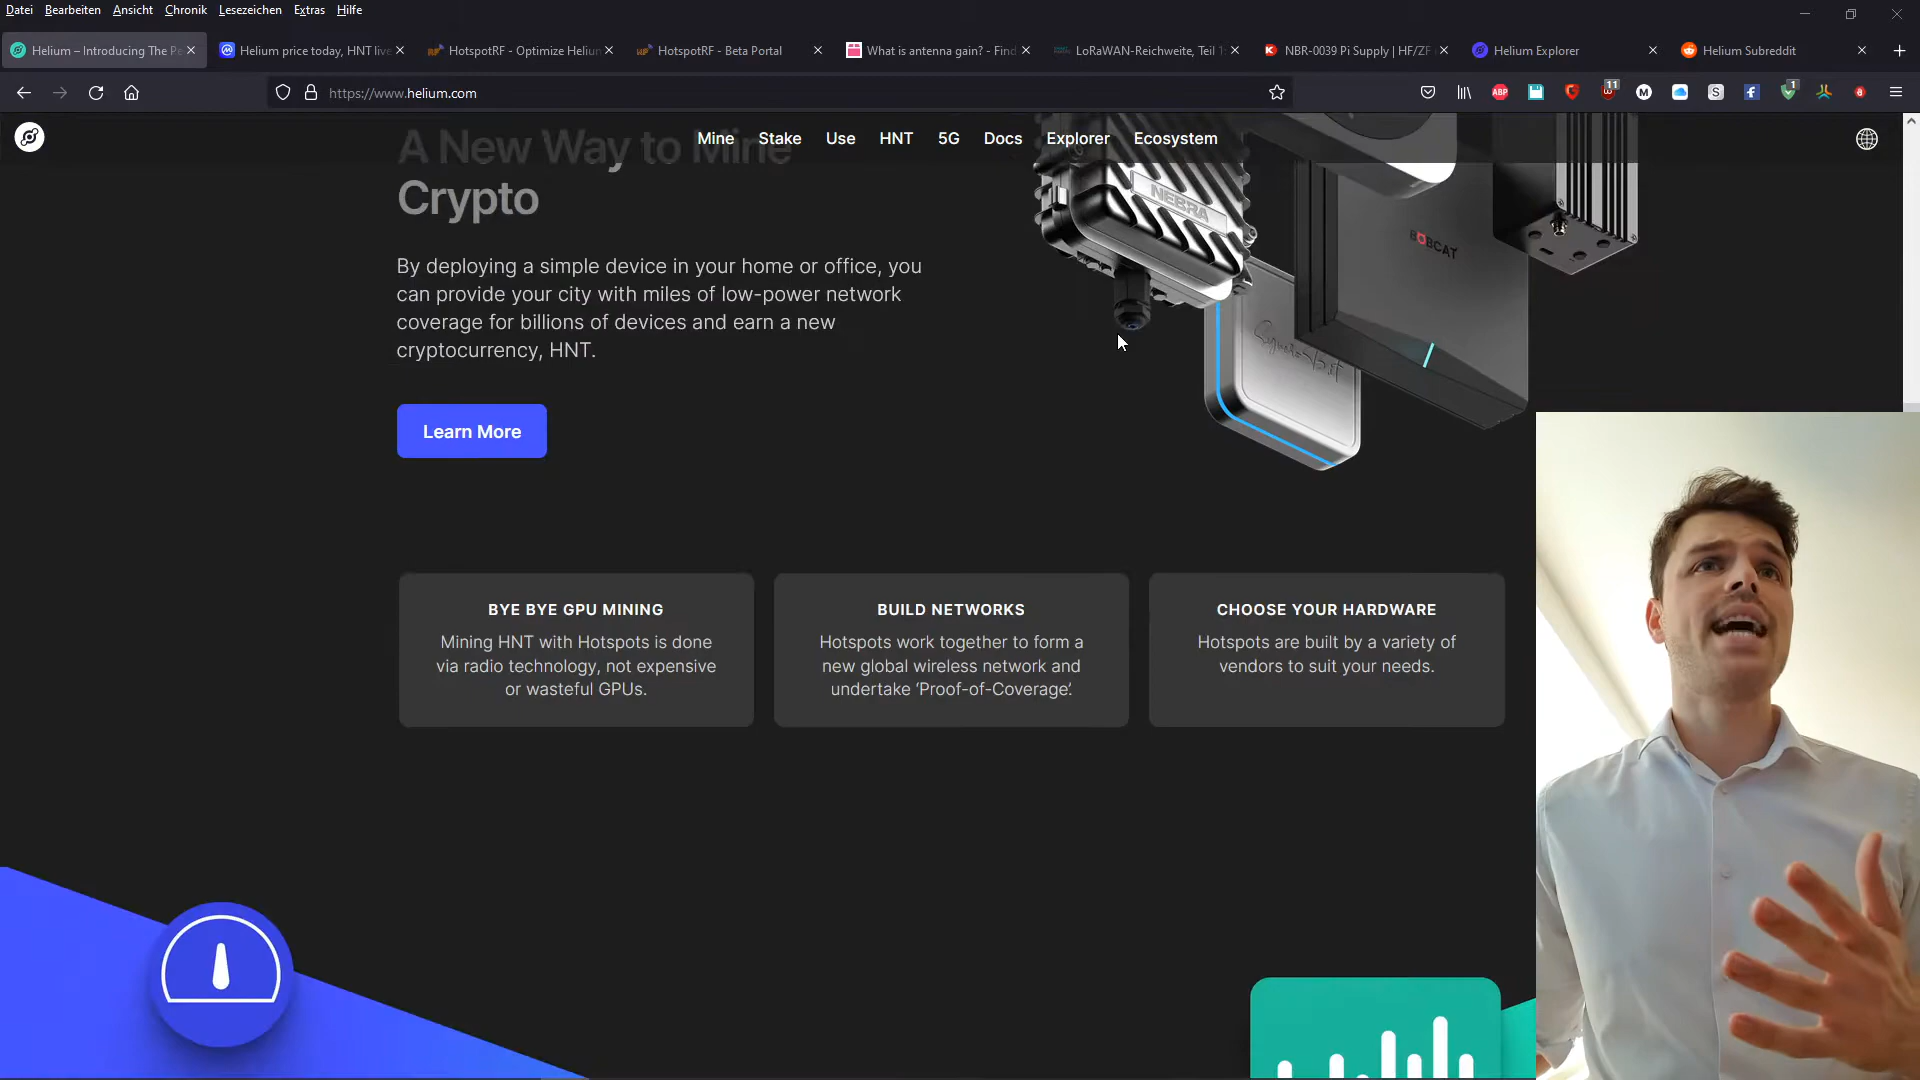 Datei Bearbeiten Ansicht Chronik Lesezeichen Extras Hilfe
Helium – Introducing The Pe
Helium price today, HNT live
HotspotRF - Optimize Helium
HotspotRF - Beta Portal
What is antenna gain? - Find
LoRaWAN-Reichweite, Teil 1:
NBR-0039 Pi Supply | HF/ZF
Helium Explorer
Helium Subreddit
https://www.helium.com
ABP
11
M
S
1
Mine Stake Use HNT 5G Docs Explorer Ecosystem
A New Way to Mine
Crypto
NEBRA
BOBCAT
By deploying a simple device in your home or office, you
can provide your city with miles of low-power network
coverage for billions of devices and earn a new
cryptocurrency, HNT.
Learn More
BYE BYE GPU MINING
Mining HNT with Hotspots is done
via radio technology, not expensive
or wasteful GPUs.
BUILD NETWORKS
Hotspots work together to form a
new global wireless network and
undertake ‘Proof-of-Coverage’.
CHOOSE YOUR HARDWARE
Hotspots are built by a variety of
vendors to suit your needs.